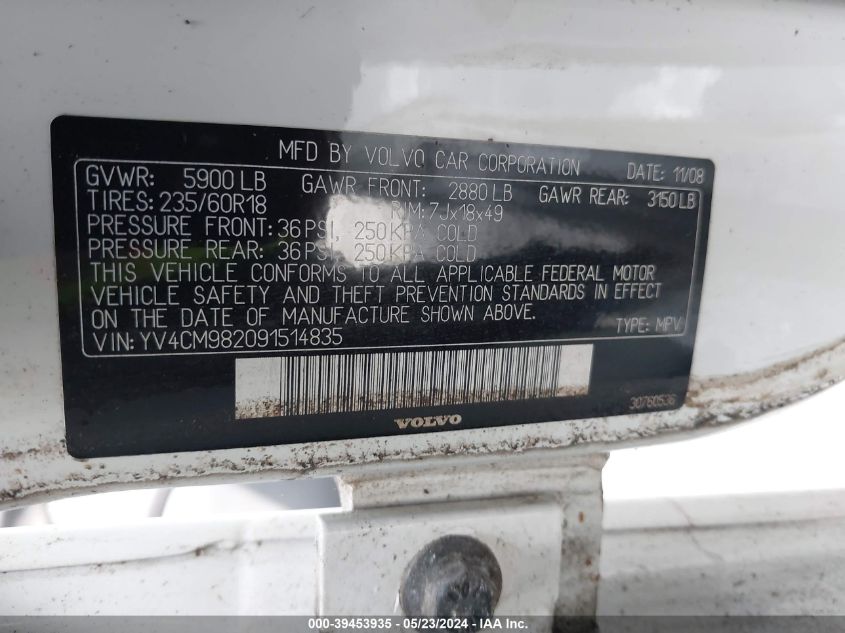 MFD BY VOLVO CAR CORPORATION DATE: 11/08
GVWR: 5900 LB GAWR FRONT: 2880 LB GAWR REAR: 3150 LB
TIRES: 235/60R18 RIM: 7Jx18x49
PRESSURE FRONT: 36 PSI, 250 KPA COLD
PRESSURE REAR: 36 PSI, 250 KPA COLD
THIS VEHICLE CONFORMS TO ALL APPLICABLE FEDERAL MOTOR
VEHICLE SAFETY AND THEFT PREVENTION STANDARDS IN EFFECT
ON THE DATE OF MANUFACTURE SHOWN ABOVE.
VIN: YV4CM982091514835 TYPE: MPV
30760536
VOLVO
00-39453935 - 05/23/2024 - IAA Inc.